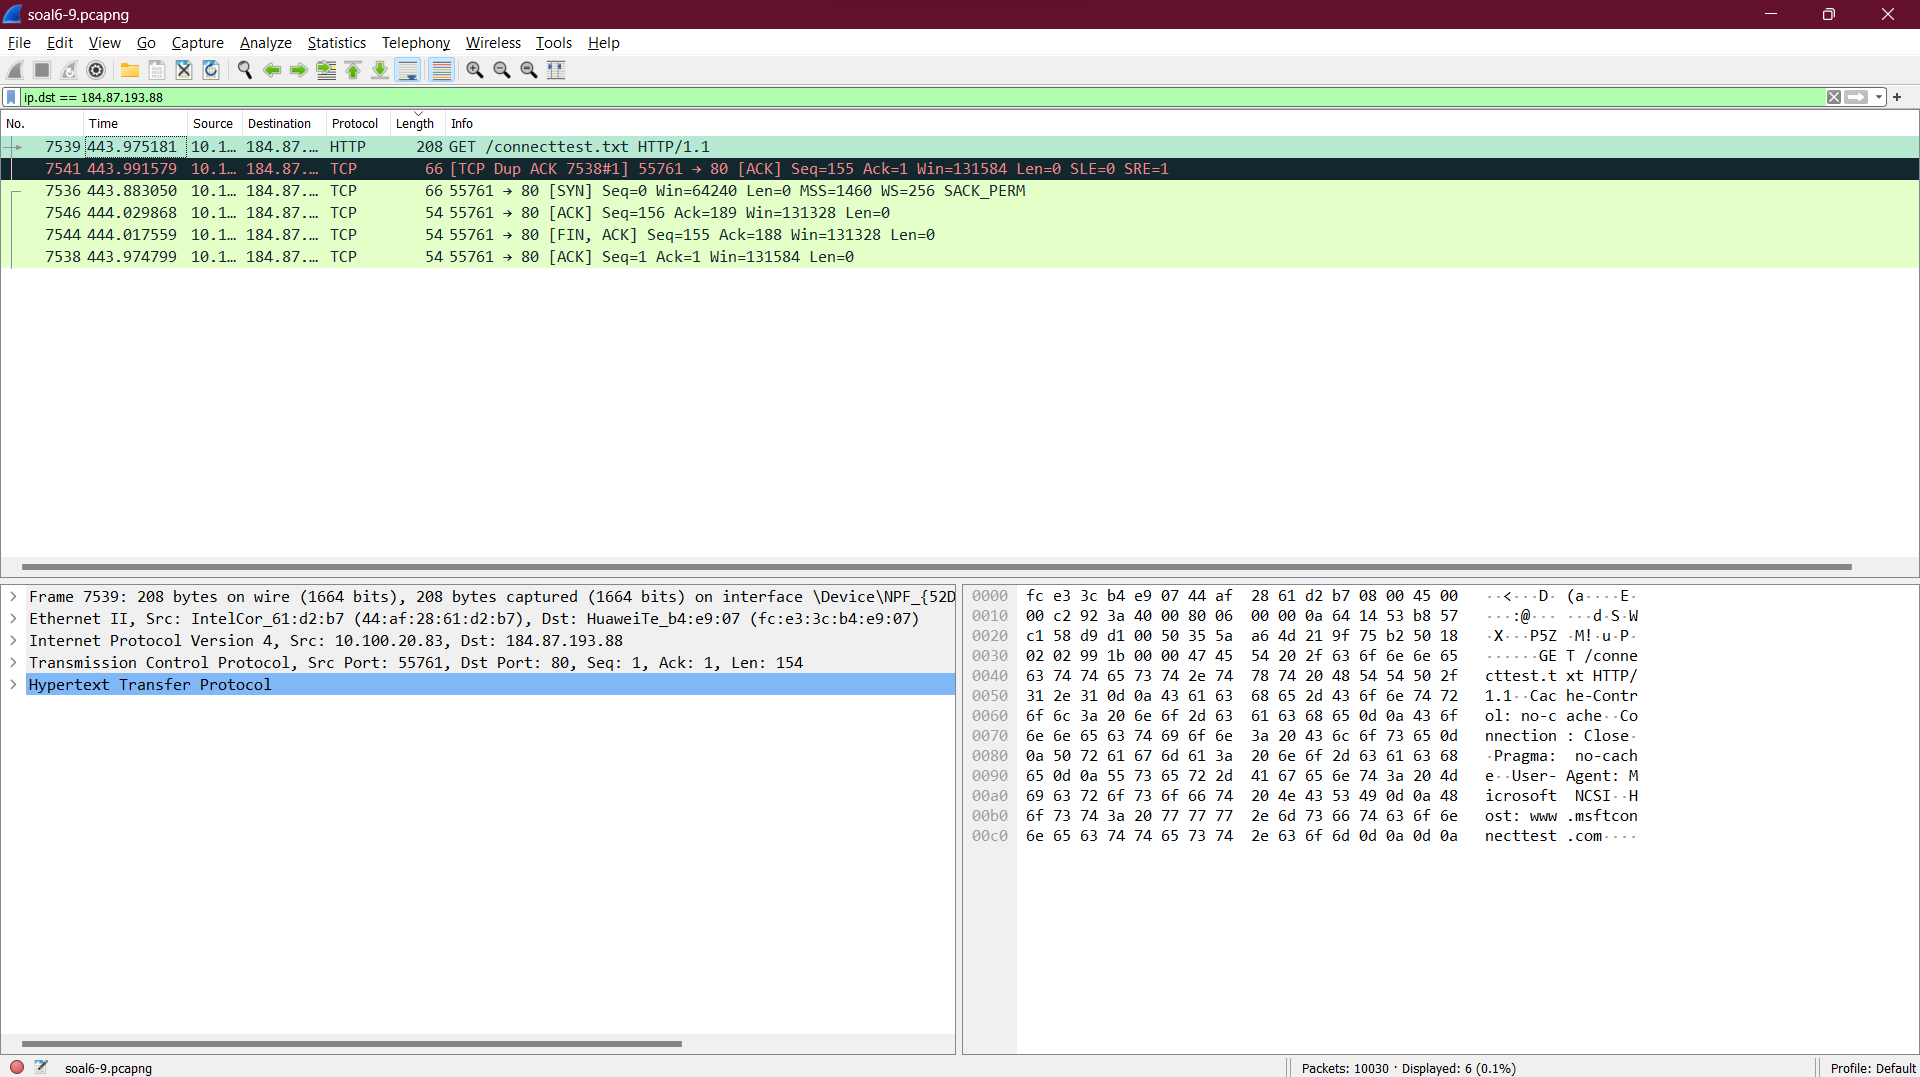 soal6-9.pcapng
File Edit View Go Capture Analyze Statistics Telephony Wireless Tools Help
ip.dst == 184.87.193.88
No. Time Source Destination Protocol Length Info
7539 443.975181 10.1… 184.87.… HTTP 208 GET /connecttest.txt HTTP/1.1
7541 443.991579 10.1… 184.87.… TCP 66 [TCP Dup ACK 7538#1] 55761 → 80 [ACK] Seq=155 Ack=1 Win=131584 Len=0 SLE=0 SRE=1
7536 443.883050 10.1… 184.87.… TCP 66 55761 → 80 [SYN] Seq=0 Win=64240 Len=0 MSS=1460 WS=256 SACK_PERM
7546 444.029868 10.1… 184.87.… TCP 54 55761 → 80 [ACK] Seq=156 Ack=189 Win=131328 Len=0
7544 444.017559 10.1… 184.87.… TCP 54 55761 → 80 [FIN, ACK] Seq=155 Ack=188 Win=131328 Len=0
7538 443.974799 10.1… 184.87.… TCP 54 55761 → 80 [ACK] Seq=1 Ack=1 Win=131584 Len=0
Frame 7539: 208 bytes on wire (1664 bits), 208 bytes captured (1664 bits) on interface \Device\NPF_{52D
Ethernet II, Src: IntelCor_61:d2:b7 (44:af:28:61:d2:b7), Dst: HuaweiTe_b4:e9:07 (fc:e3:3c:b4:e9:07)
Internet Protocol Version 4, Src: 10.100.20.83, Dst: 184.87.193.88
Transmission Control Protocol, Src Port: 55761, Dst Port: 80, Seq: 1, Ack: 1, Len: 154
Hypertext Transfer Protocol
0000 fc e3 3c b4 e9 07 44 af 28 61 d2 b7 08 00 45 00 ··<···D· (a····E·
0010 00 c2 92 3a 40 00 80 06 00 00 0a 64 14 53 b8 57 ···:@··· ···d·S·W
0020 c1 58 d9 d1 00 50 35 5a a6 4d 21 9f 75 b2 50 18 ·X···P5Z ·M!·u·P·
0030 02 02 99 1b 00 00 47 45 54 20 2f 63 6f 6e 6e 65 ······GE T /conne
0040 63 74 74 65 73 74 2e 74 78 74 20 48 54 54 50 2f cttest.t xt HTTP/
0050 31 2e 31 0d 0a 43 61 63 68 65 2d 43 6f 6e 74 72 1.1··Cac he-Contr
0060 6f 6c 3a 20 6e 6f 2d 63 61 63 68 65 0d 0a 43 6f ol: no-c ache··Co
0070 6e 6e 65 63 74 69 6f 6e 3a 20 43 6c 6f 73 65 0d nnection : Close·
0080 0a 50 72 61 67 6d 61 3a 20 6e 6f 2d 63 61 63 68 ·Pragma: no-cach
0090 65 0d 0a 55 73 65 72 2d 41 67 65 6e 74 3a 20 4d e··User- Agent: M
00a0 69 63 72 6f 73 6f 66 74 20 4e 43 53 49 0d 0a 48 icrosoft NCSI··H
00b0 6f 73 74 3a 20 77 77 77 2e 6d 73 66 74 63 6f 6e ost: www .msftcon
00c0 6e 65 63 74 74 65 73 74 2e 63 6f 6d 0d 0a 0d 0a necttest .com····
soal6-9.pcapng
Packets: 10030 · Displayed: 6 (0.1%)
Profile: Default